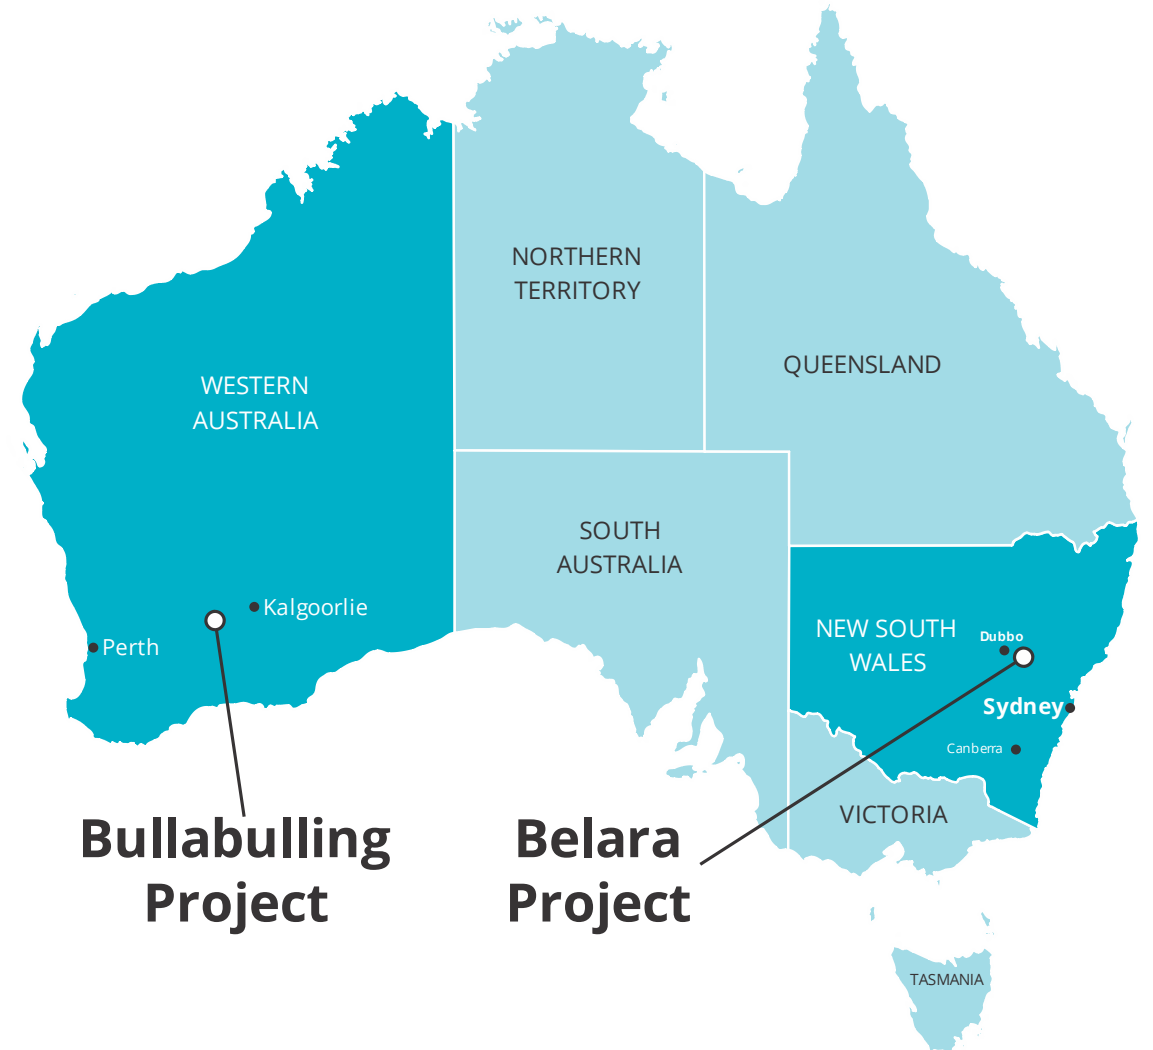 NORTHERN
TERRITORY
QUEENSLAND
WESTERN
AUSTRALIA
SOUTH
AUSTRALIA
Kalgoorlie
Perth
NEW SOUTH
WALES
Dubbo
Sydney
Canberra
VICTORIA
Bullabulling
Project
Belara
Project
TASMANIA